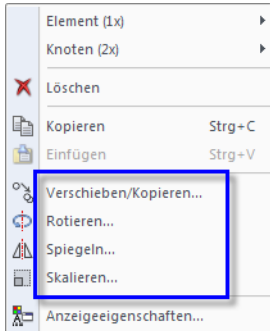 Element (1x)
Knoten (2x)
Löschen
Kopieren Strg+C
Einfügen Strg+V
Verschieben/Kopieren...
Rotieren...
Spiegeln...
Skalieren...
Anzeigeeigenschaften...